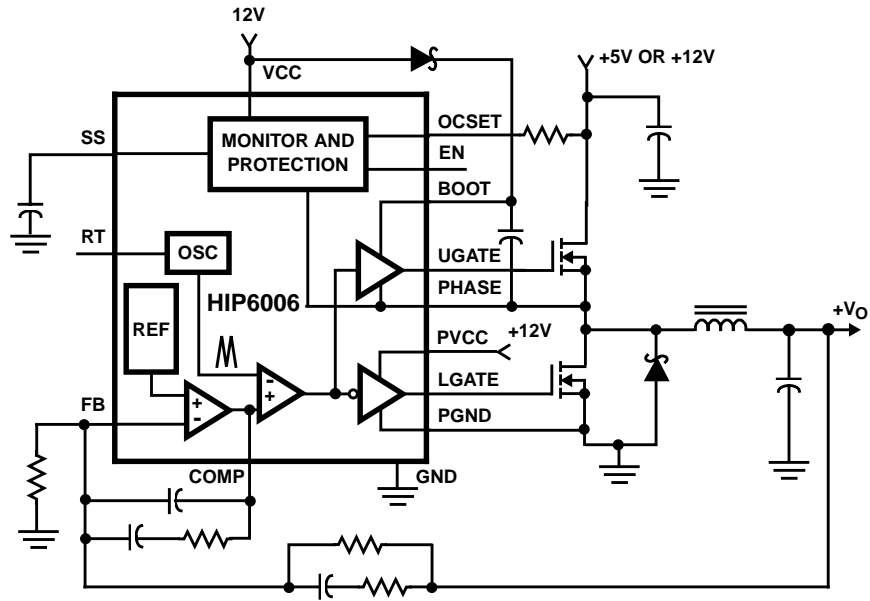 12V
VCC
+5V OR +12V
SS
MONITOR AND
PROTECTION
OCSET
EN
BOOT
RT
OSC
UGATE
HIP6006
PHASE
REF
+VO
PVCC
+12V
LGATE
FB
+
-
-
+
PGND
COMP
GND